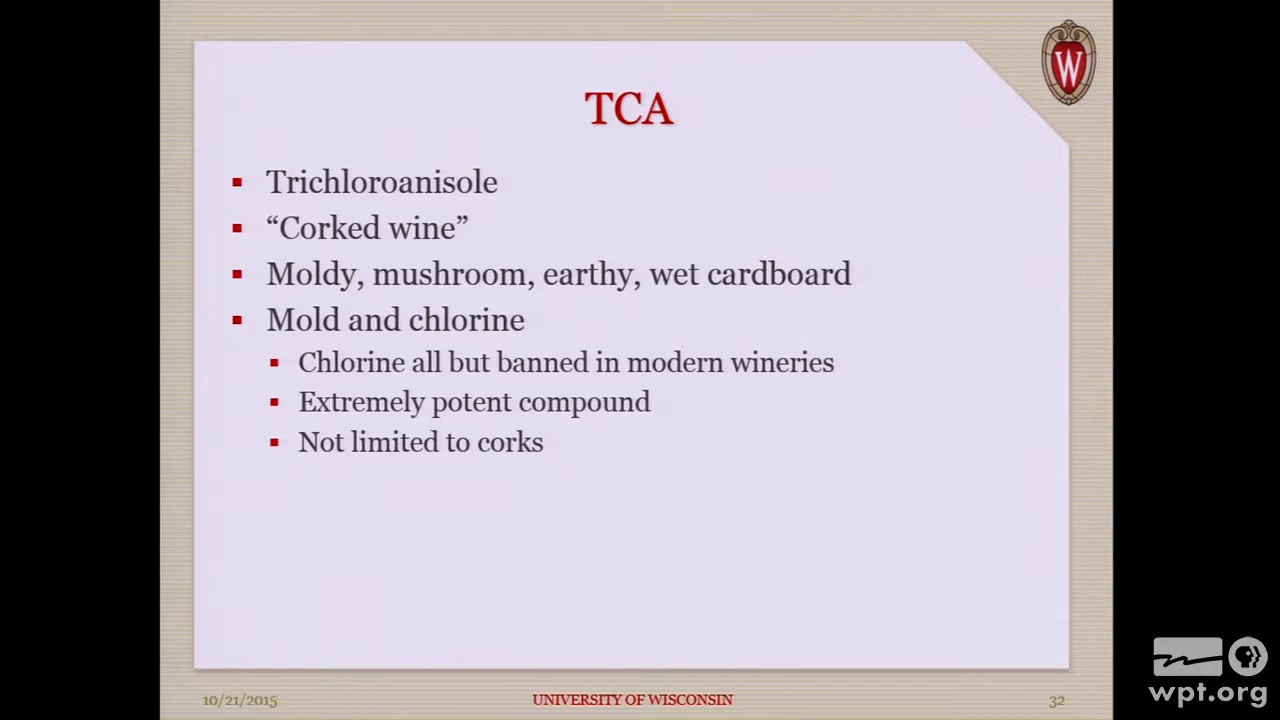 W
TCA
▪ Trichloroanisole
▪ “Corked wine”
▪ Moldy, mushroom, earthy, wet cardboard
▪ Mold and chlorine
▪ Chlorine all but banned in modern wineries
▪ Extremely potent compound
▪ Not limited to corks
10/21/2015 UNIVERSITY OF WISCONSIN 32
wpt.org